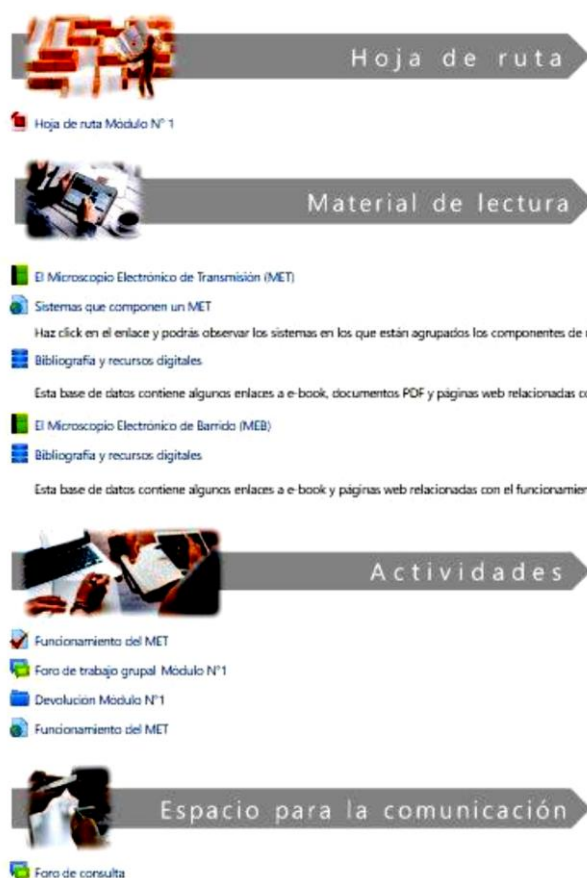 Hoja de ruta
Hoja de ruta Módulo N° 1
Material de lectura
El Microscopio Electrónico de Transmisión (MET)
Sistemas que componen un MET
Haz click en el enlace y podrás observar los sistemas en los que están agrupados los componentes de
Bibliografía y recursos digitales
Esta base de datos contiene algunos enlaces a e-book, documentos PDF y páginas web relacionadas
El Microscopio Electrónico de Barrido (MEB)
Bibliografía y recursos digitales
Esta base de datos contiene algunos enlaces a e-book y páginas web relacionadas con el
Actividades
Funcionamiento del MET
Foro de trabajo grupal Módulo N°1
Devolución Módulo N°1
Funcionamiento del MET
Espacio para la comunicación
Foro de consulta